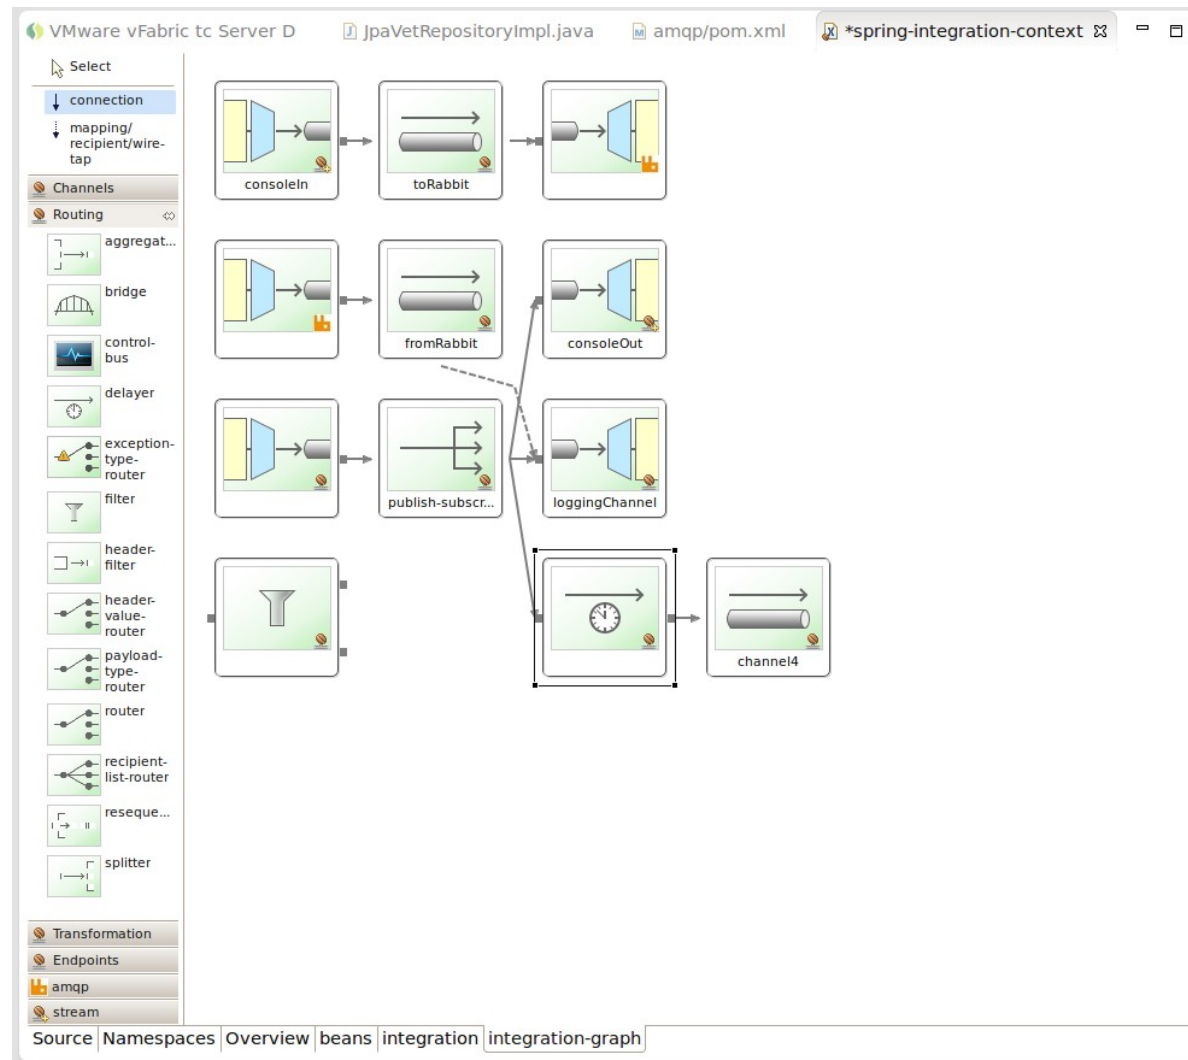 VMware vFabric tc Server D JpaVetRepositoryImpl.java amqp/pom.xml *spring-integration-context
Select
connection
mapping/
recipient/wire-
tap
Channels
Routing
aggregat...
bridge
control-
bus
delayer
exception-
type-
router
filter
header-
filter
header-
value-
router
payload-
type-
router
router
recipient-
list-router
reseque...
splitter
Transformation
Endpoints
amqp
stream
consoleIn
toRabbit
fromRabbit
consoleOut
publish-subscr...
loggingChannel
channel4
Source Namespaces Overview beans integration integration-graph